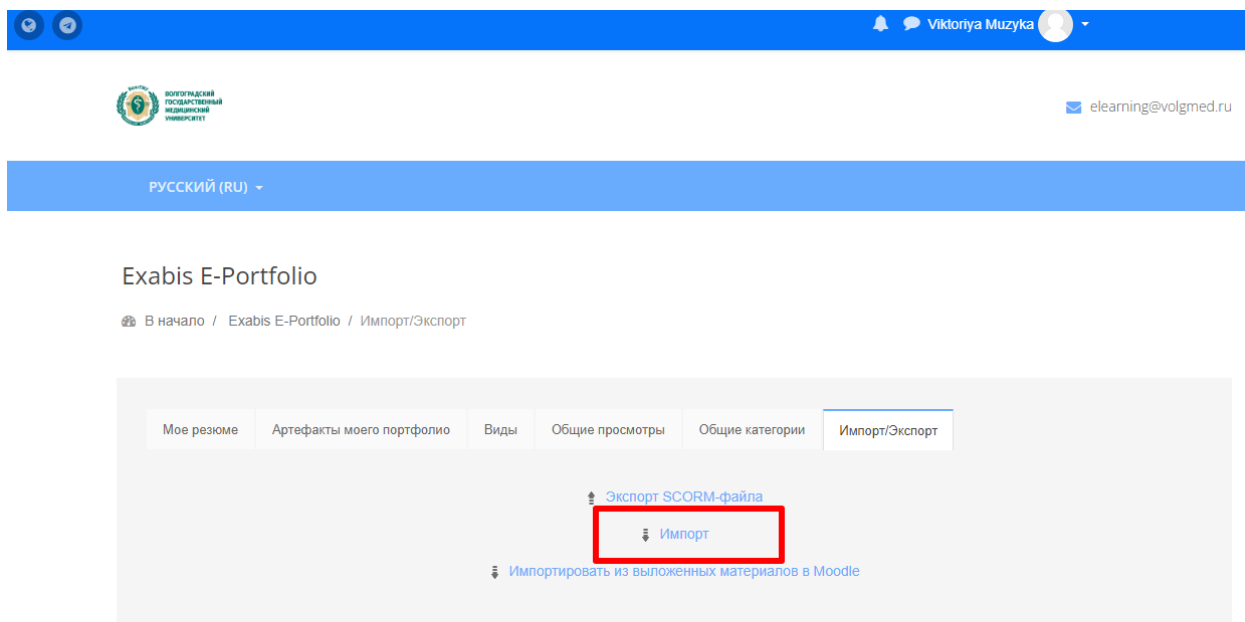 Viktoriya Muzyka
ВОЛГОГРАДСКИЙ
ГОСУДАРСТВЕННЫЙ
МЕДИЦИНСКИЙ
УНИВЕРСИТЕТ
elearning@volgmed.ru
РУССКИЙ (RU)
Exabis E-Portfolio
В начало / Exabis E-Portfolio / Импорт/Экспорт
Мое резюме Артефакты моего портфолио Виды Общие просмотры Общие категории Импорт/Экспорт
Экспорт SCORM-файла
Импорт
Импортировать из выложенных материалов в Moodle